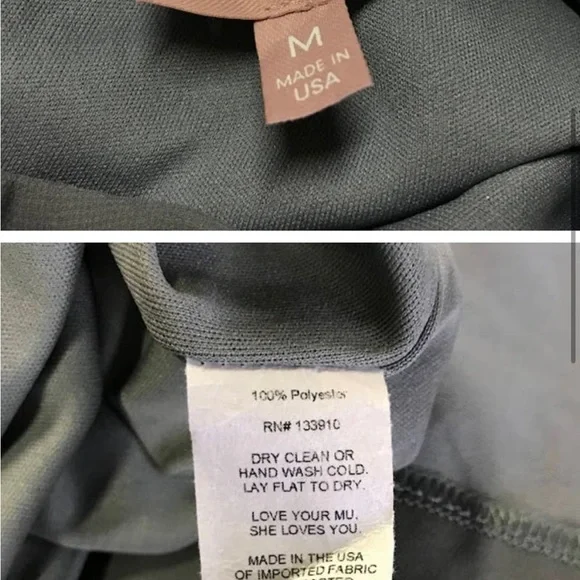 M
MADE IN
USA
100% Polyester
RN# 133910
DRY CLEAN OR
HAND WASH COLD.
LAY FLAT TO DRY.
LOVE YOUR MU.
SHE LOVES YOU.
MADE IN THE USA
OF IMPORTED FABRIC